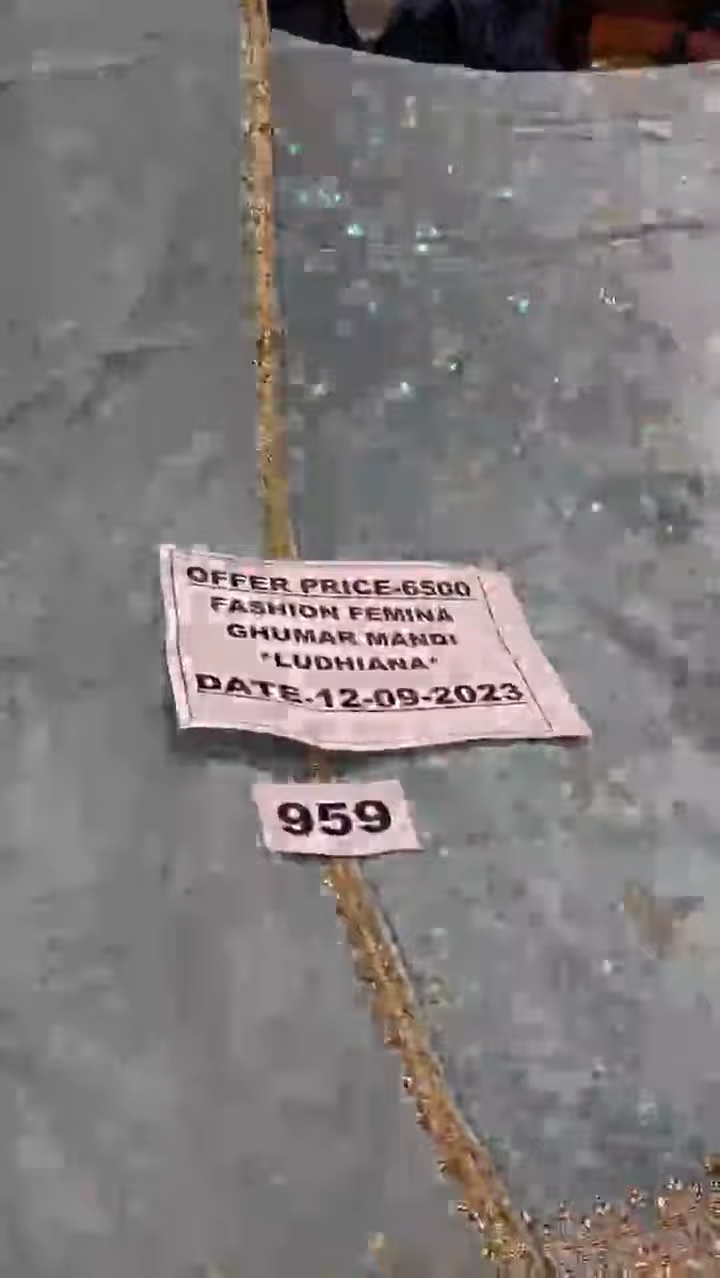 OFFER PRICE-6500
FASHION FEMINA
GHUMAR MANDI
"LUDHIANA"
DATE-12-09-2023
959